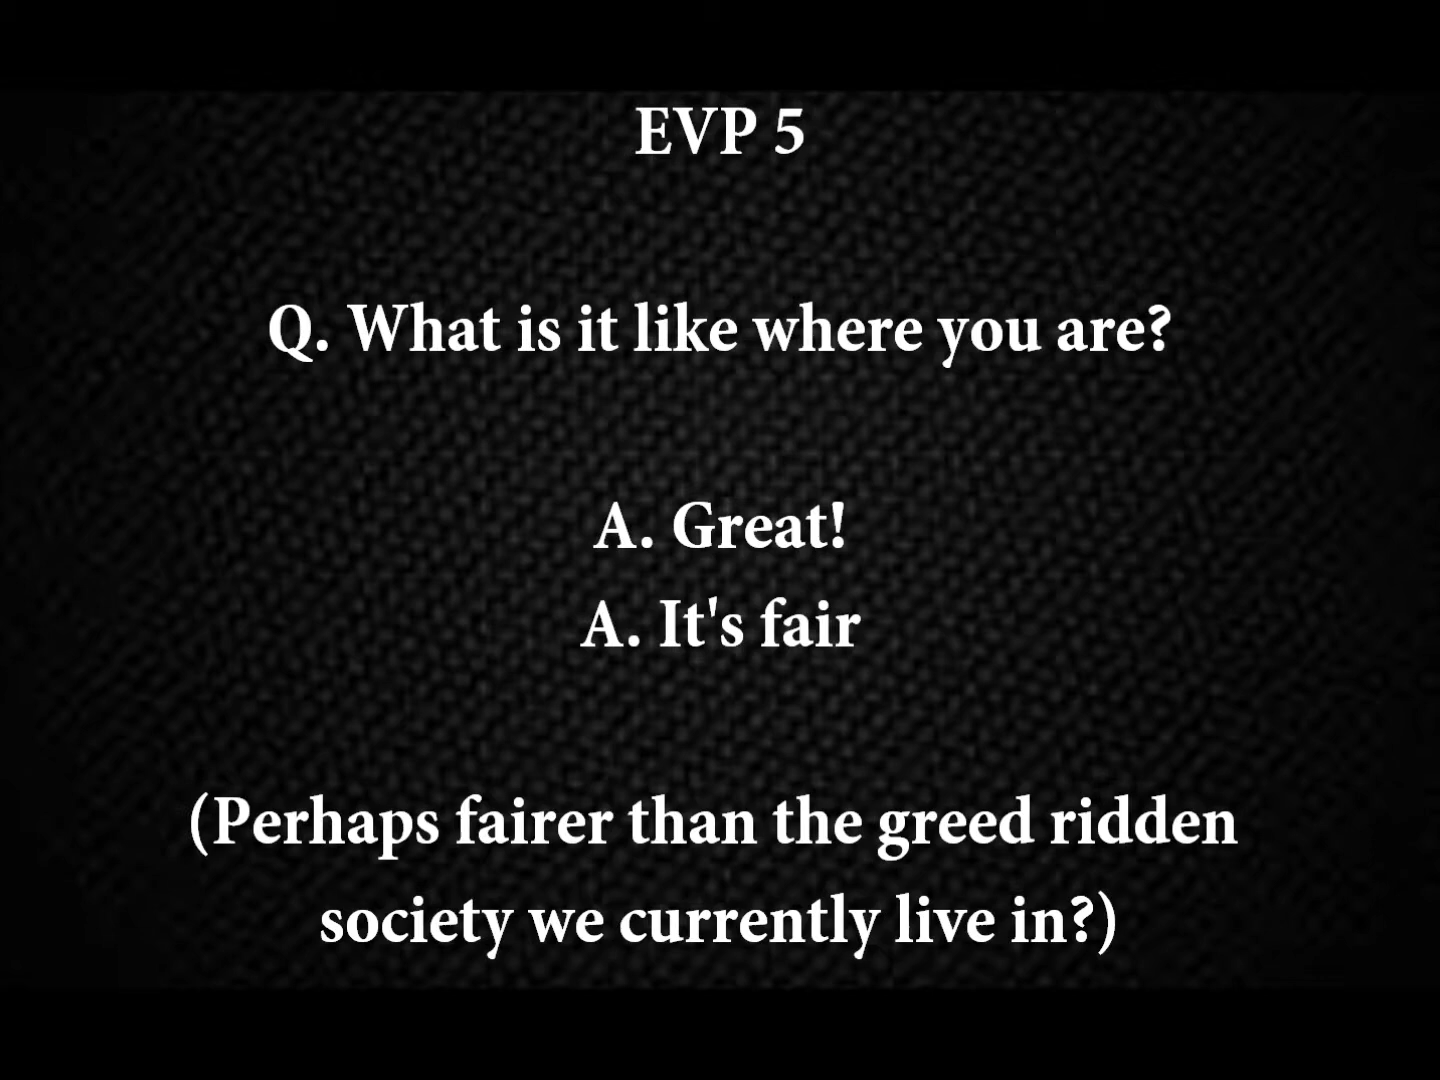 EVP 5
Q. What is it like where you are?
A. Great!
A. It's fair
(Perhaps fairer than the greed ridden
society we currently live in?)